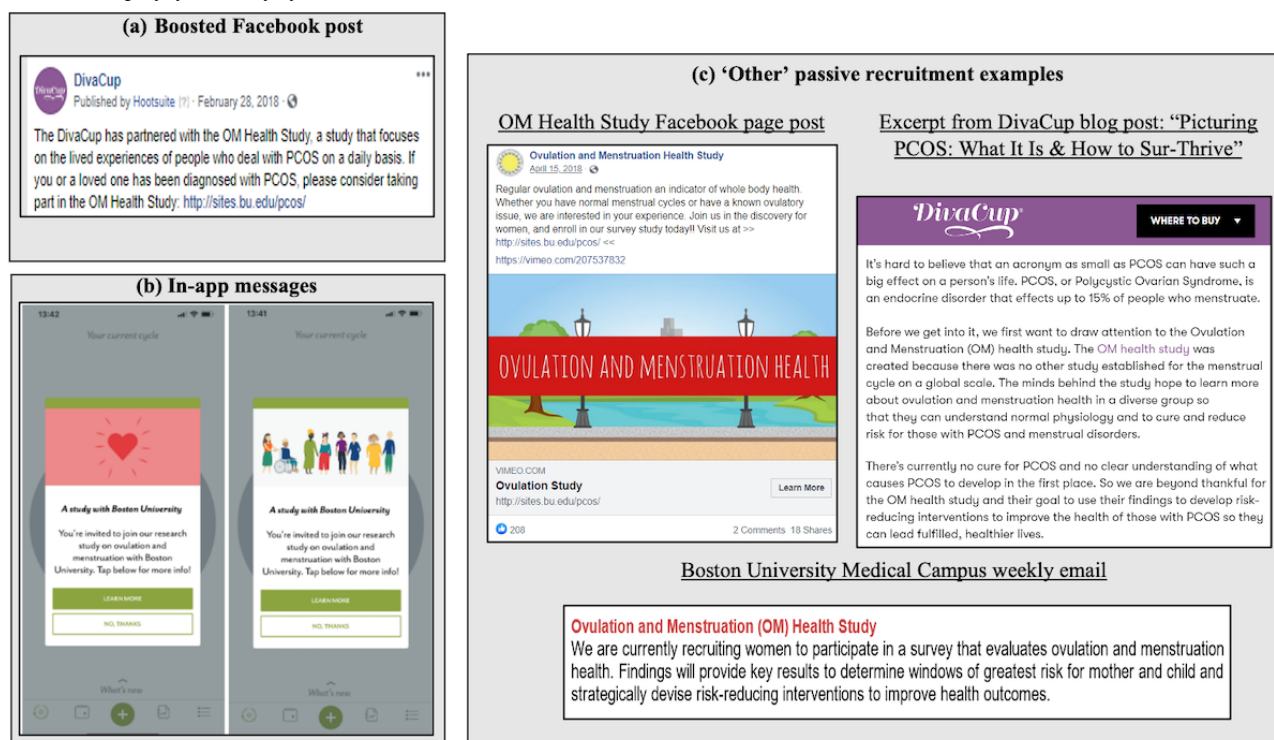 (a) Boosted Facebook post
DivaCup
DivaCup
Published by Hootsuite [?] · February 28, 2018 ·
The DivaCup has partnered with the OM Health Study, a study that focuses
on the lived experiences of people who deal with PCOS on a daily basis. If
you or a loved one has been diagnosed with PCOS, please consider taking
part in the OM Health Study: http://sites.bu.edu/pcos/
(b) In-app messages
13:42
Your current cycle
A study with Boston University
You're invited to join our research
study on ovulation and
menstruation with Boston
University. Tap below for more info!
LEARN MORE
NO, THANKS
What's new
13:41
Your current cycle
A study with Boston University
You're invited to join our research
study on ovulation and
menstruation with Boston
University. Tap below for more info!
LEARN MORE
NO, THANKS
What's new
(c) ‘Other’ passive recruitment examples
OM Health Study Facebook page post
Ovulation and Menstruation Health Study
April 15, 2018 ·
Regular ovulation and menstruation an indicator of whole body health.
Whether you have normal menstrual cycles or have a known ovulatory
issue, we are interested in your experience. Join us in the discovery for
women, and enroll in our survey study today!! Visit us at >>
http://sites.bu.edu/pcos/ <<
https://vimeo.com/207537832
OVULATION AND MENSTRUATION HEALTH
VIMEO.COM
Ovulation Study
http://sites.bu.edu/pcos/
Learn More
208
2 Comments 18 Shares
Excerpt from DivaCup blog post: “Picturing
PCOS: What It Is & How to Sur-Thrive”
DivaCup®
WHERE TO BUY
It's hard to believe that an acronym as small as PCOS can have such a
big effect on a person's life. PCOS, or Polycystic Ovarian Syndrome, is
an endocrine disorder that effects up to 15% of people who menstruate.
Before we get into it, we first want to draw attention to the Ovulation
and Menstruation (OM) health study. The OM health study was
created because there was no other study established for the menstrual
cycle on a global scale. The minds behind the study hope to learn more
about ovulation and menstruation health in a diverse group so
that they can understand normal physiology and to cure and reduce
risk for those with PCOS and menstrual disorders.
There's currently no cure for PCOS and no clear understanding of what
causes PCOS to develop in the first place. So we are beyond thankful for
the OM health study and their goal to use their findings to develop risk-
reducing interventions to improve the health of those with PCOS so they
can lead fulfilled, healthier lives.
Boston University Medical Campus weekly email
Ovulation and Menstruation (OM) Health Study
We are currently recruiting women to participate in a survey that evaluates ovulation and menstruation
health. Findings will provide key results to determine windows of greatest risk for mother and child and
strategically devise risk-reducing interventions to improve health outcomes.